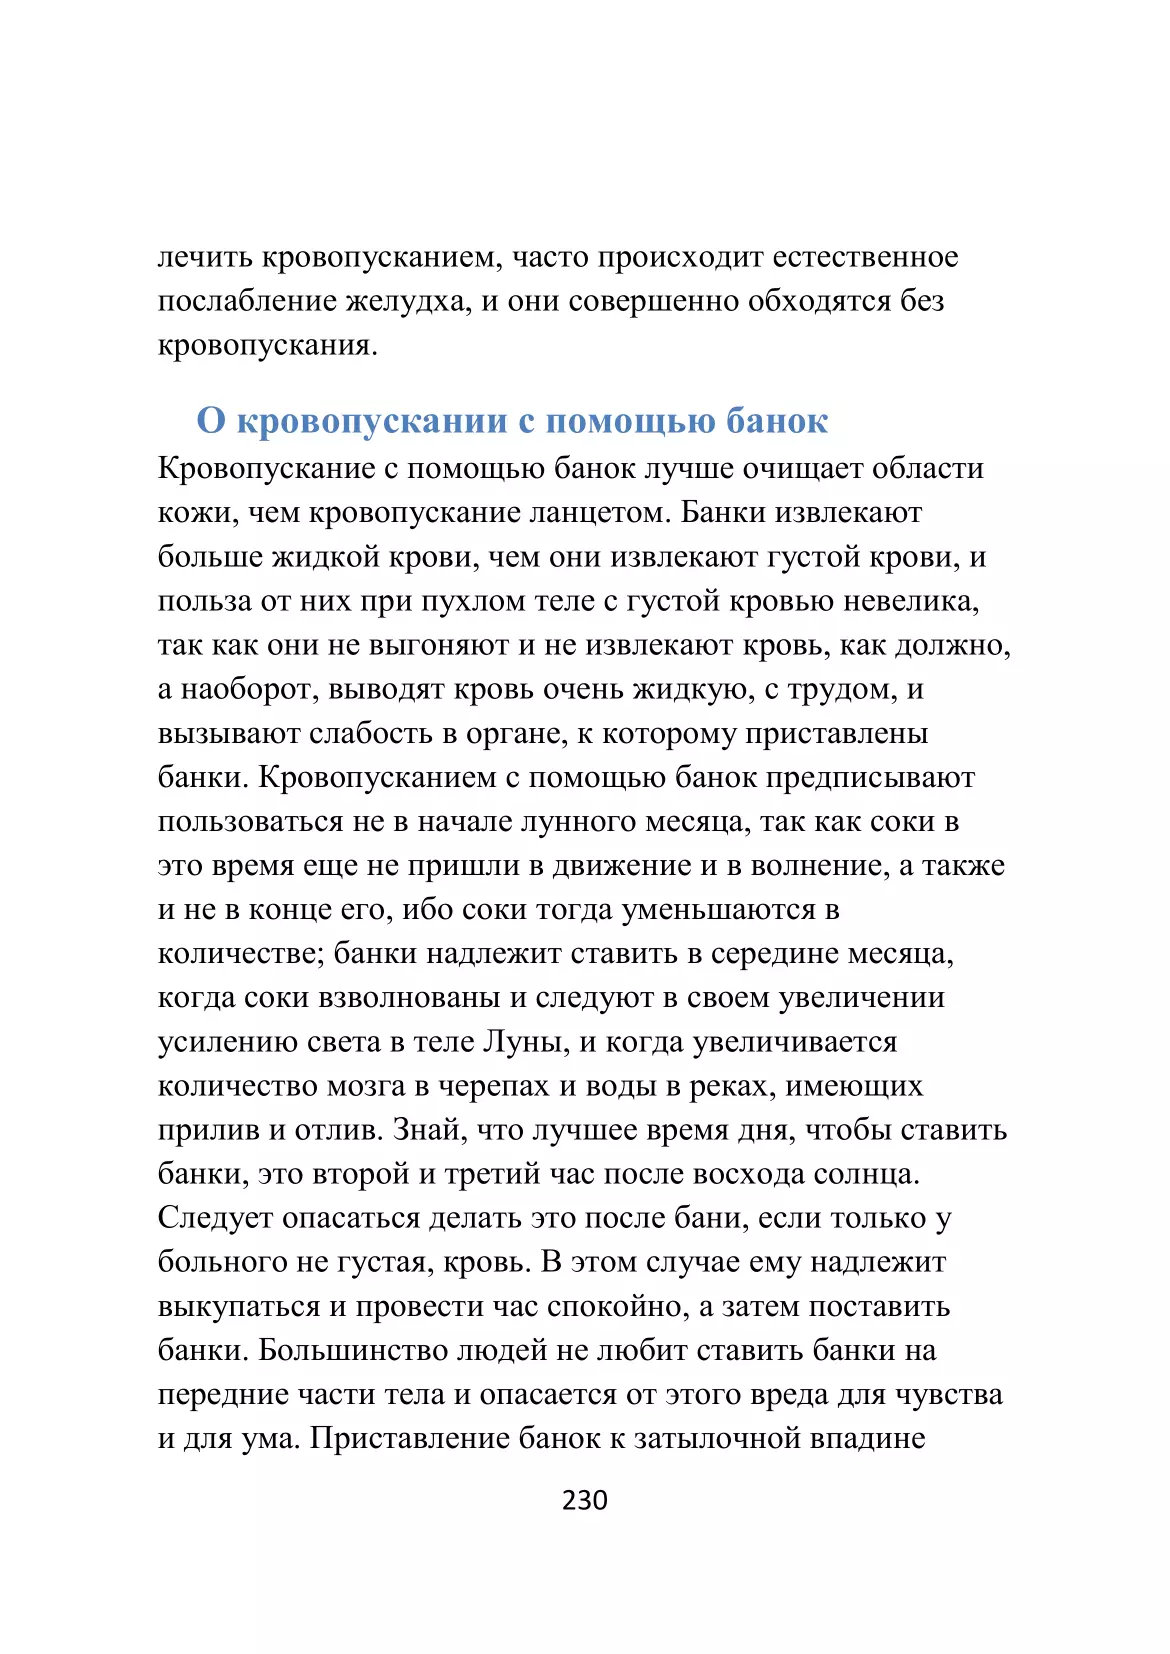 лечить кровопусканием, часто происходит естественное
послабление желудха, и они совершенно обходятся без
кровопускания.
О кровопускании с помощью банок
Кровопускание с помощью банок лучше очищает области
кожи, чем кровопускание ланцетом. Банки извлекают
больше жидкой крови, чем они извлекают густой крови, и
польза от них при пухлом теле с густой кровью невелика,
так как они не выгоняют и не извлекают кровь, как должно,
а наоборот, выводят кровь очень жидкую, с трудом, и
вызывают слабость в органе, к которому приставлены
банки. Кровопусканием с помощью банок предписывают
пользоваться не в начале лунного месяца, так как соки в
это время еще не пришли в движение и в волнение, а также
и не в конце его, ибо соки тогда уменьшаются в
количестве; банки надлежит ставить в середине месяца,
когда соки взволнованы и следуют в своем увеличении
усилению света в теле Луны, и когда увеличивается
количество мозга в черепах и воды в реках, имеющих
прилив и отлив. Знай, что лучшее время дня, чтобы ставить
банки, это второй и третий час после восхода солнца.
Следует опасаться делать это после бани, если только у
больного не густая, кровь. В этом случае ему надлежит
выкупаться и провести час спокойно, а затем поставить
банки. Большинство людей не любит ставить банки на
передние части тела и опасается от этого вреда для чувства
и для ума. Приставление банок к затылочной впадине
230